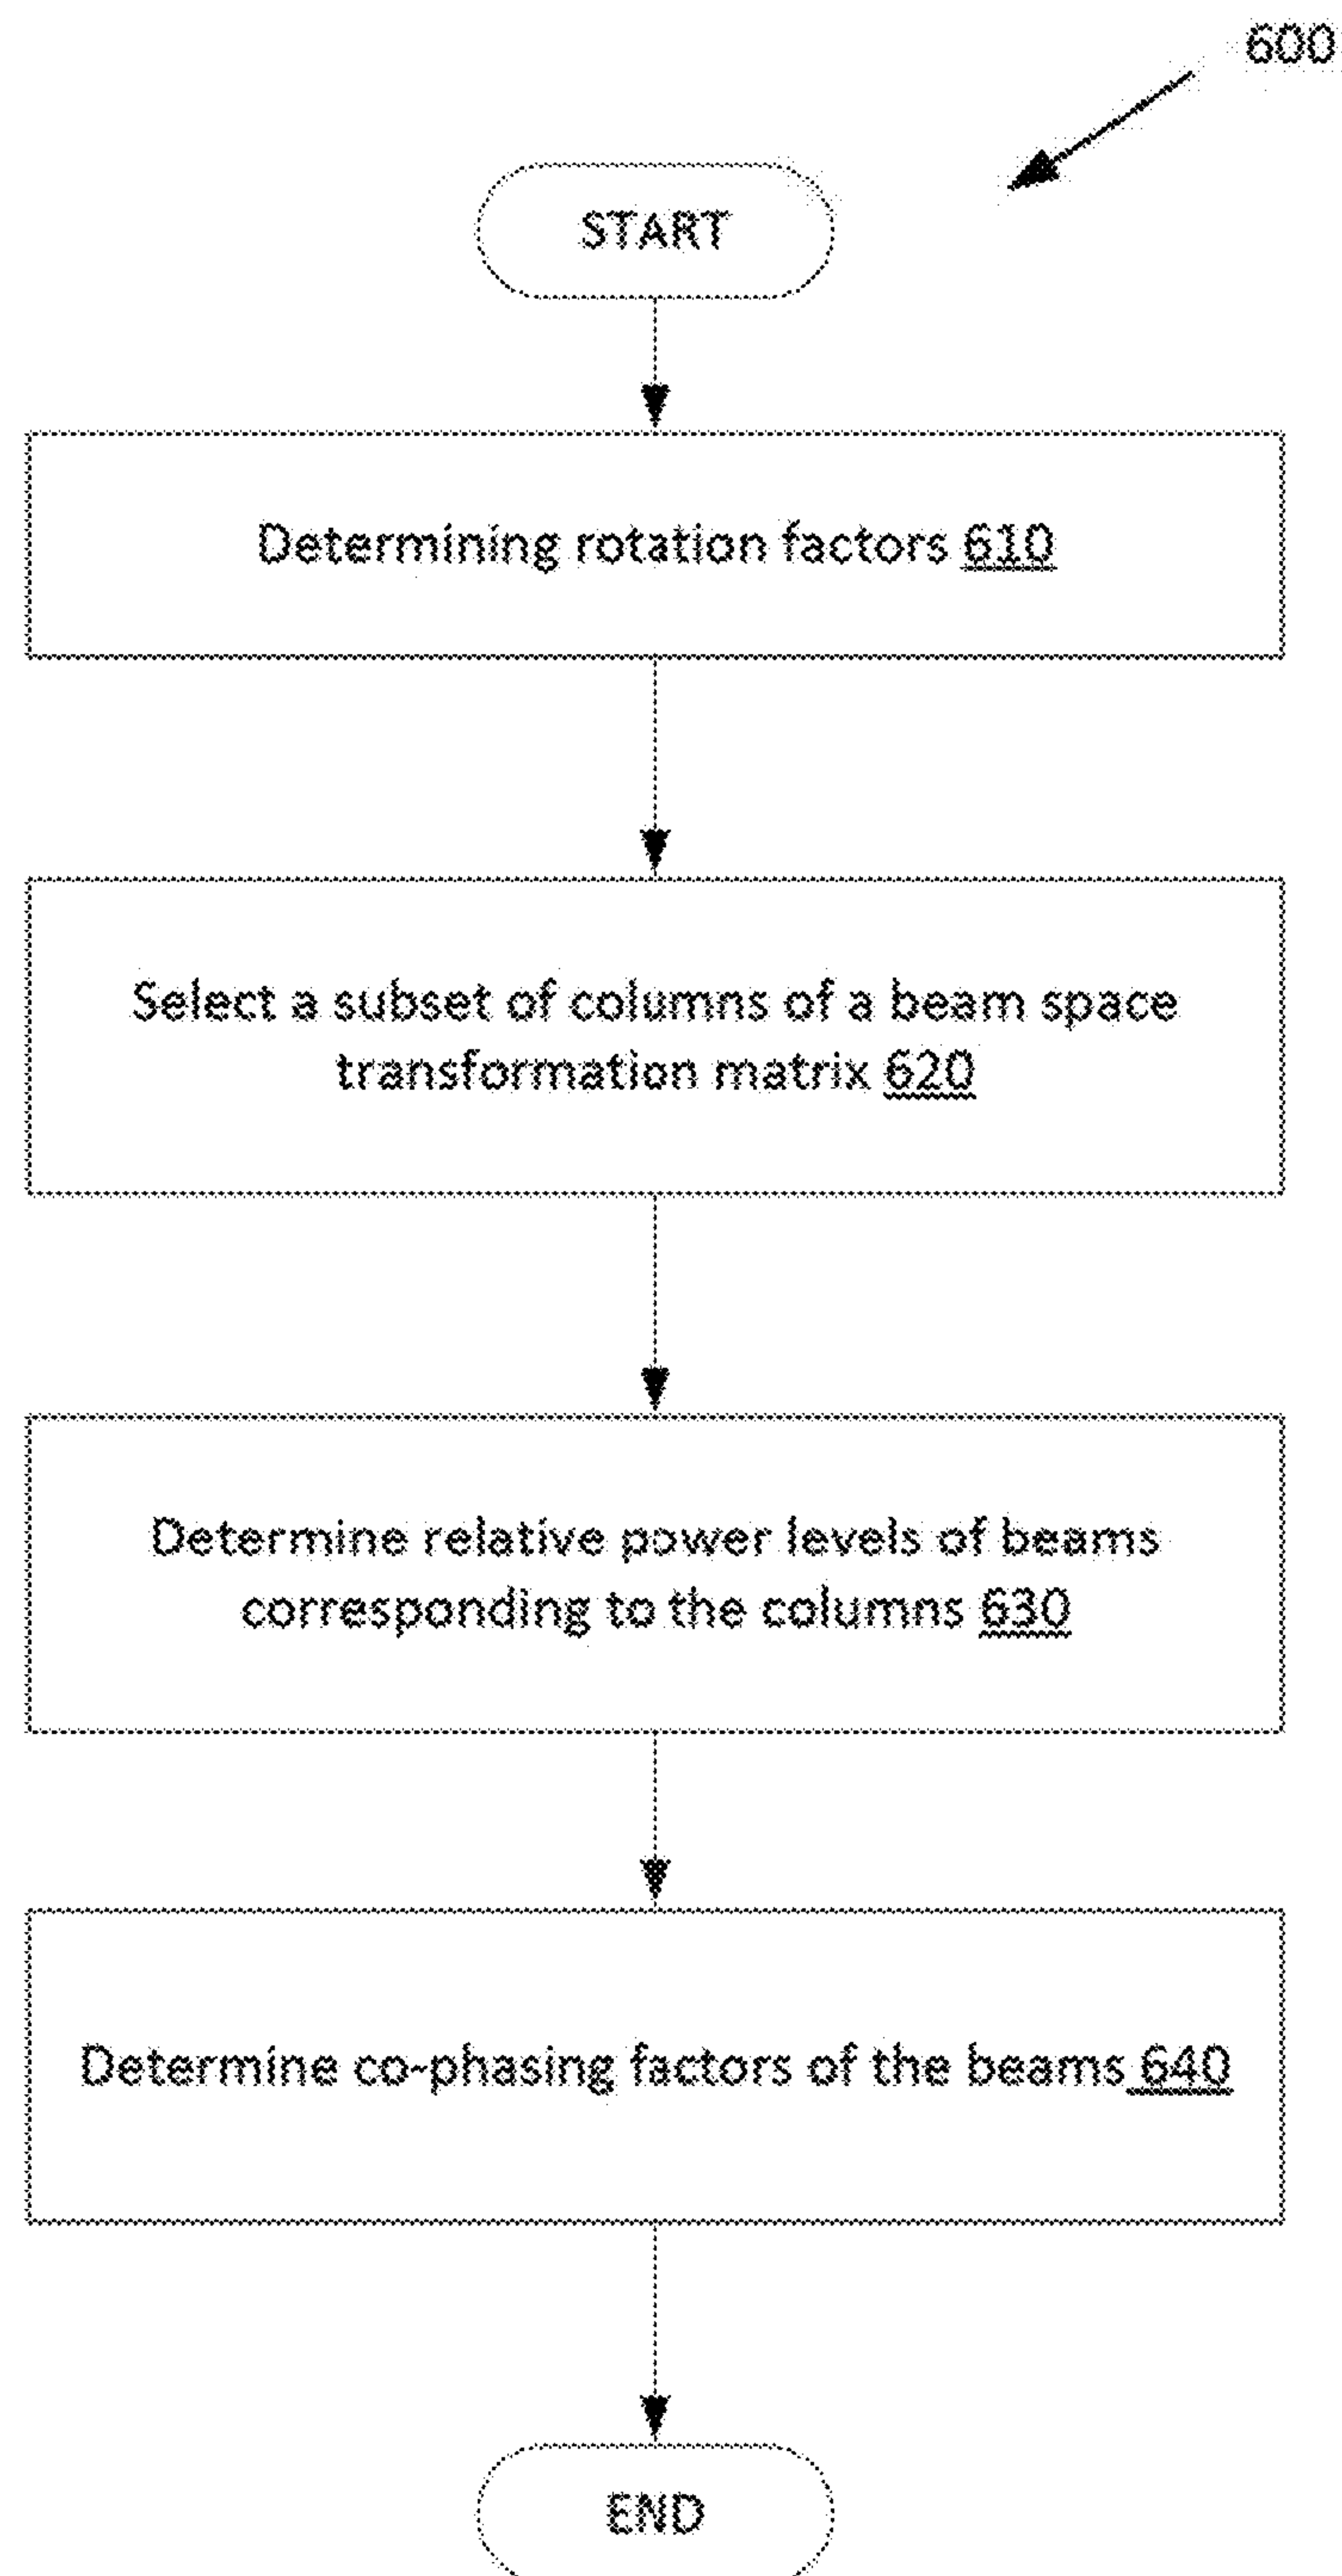 600
START
Determining rotation factors 610
Select a subset of columns of a beam space
transformation matrix 620
Determine relative power levels of beams
corresponding to the columns 630
Determine co-phasing factors of the beams 640
END